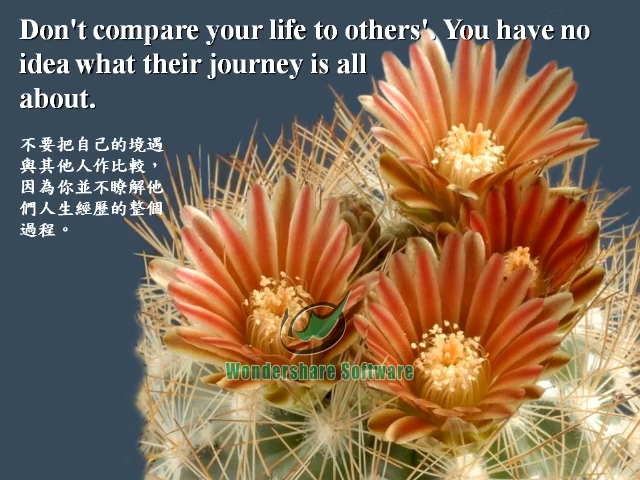 Don't compare your life to others'. You have no
idea what their journey is all
about.
不要把自己的境遇
與其他人作比較，
因為你並不瞭解他
們人生經歷的整個
過程。
Wondershare Software